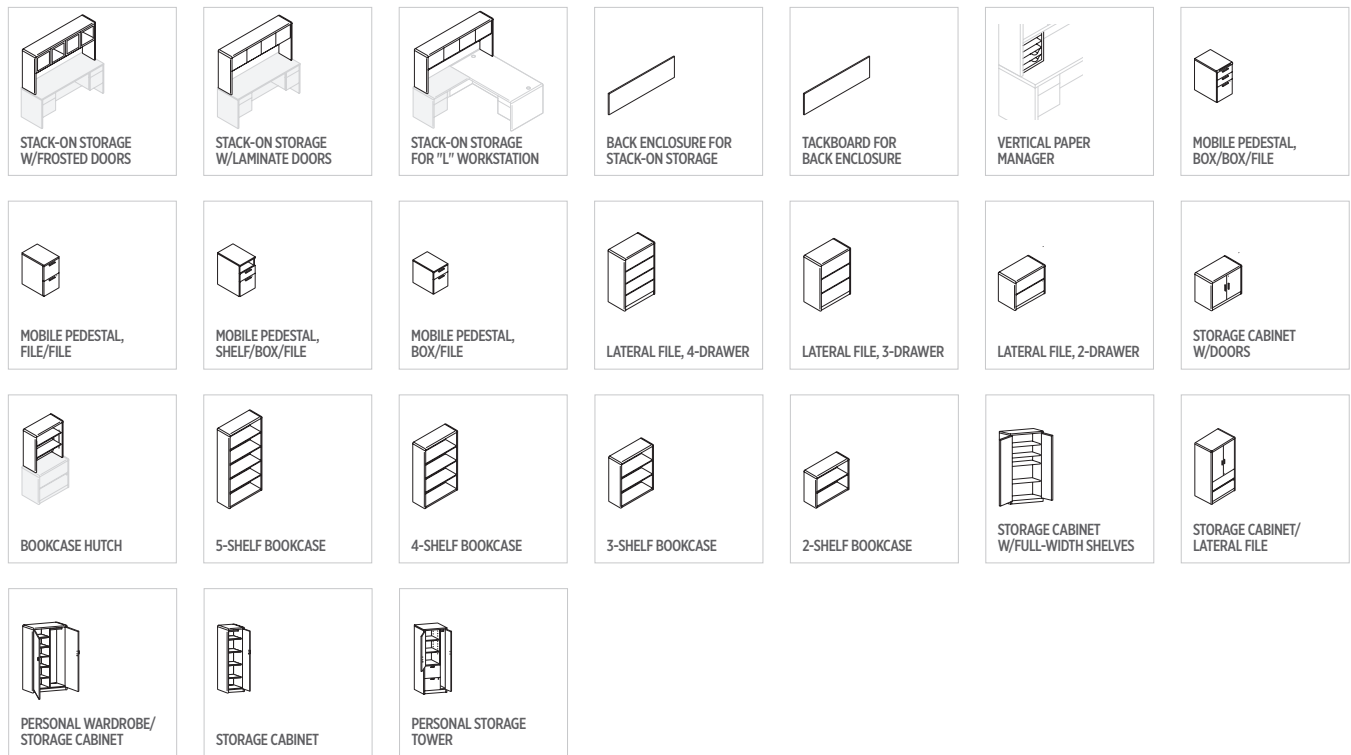 STACK-ON STORAGE
W/FROSTED DOORS
STACK-ON STORAGE
W/LAMINATE DOORS
STACK-ON STORAGE
FOR "L" WORKSTATION
BACK ENCLOSURE FOR
STACK-ON STORAGE
TACKBOARD FOR
BACK ENCLOSURE
VERTICAL PAPER
MANAGER
MOBILE PEDESTAL,
BOX/BOX/FILE
MOBILE PEDESTAL,
FILE/FILE
MOBILE PEDESTAL,
SHELF/BOX/FILE
MOBILE PEDESTAL,
BOX/FILE
LATERAL FILE, 4-DRAWER
LATERAL FILE, 3-DRAWER
LATERAL FILE, 2-DRAWER
STORAGE CABINET
W/DOORS
BOOKCASE HUTCH
5-SHELF BOOKCASE
4-SHELF BOOKCASE
3-SHELF BOOKCASE
2-SHELF BOOKCASE
STORAGE CABINET
W/FULL-WIDTH SHELVES
STORAGE CABINET/
LATERAL FILE
PERSONAL WARDROBE/
STORAGE CABINET
STORAGE CABINET
PERSONAL STORAGE
TOWER